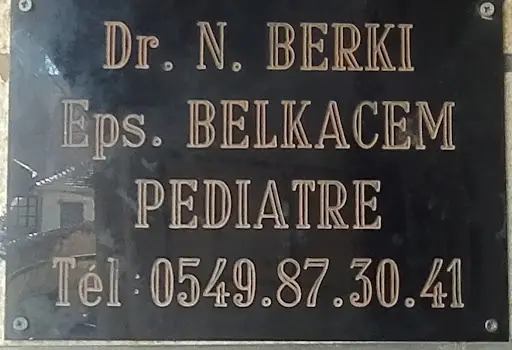 Dr. N. BERKI
Eps. BELKACEM
PEDIATRE
Tél : 0549.87.30.41